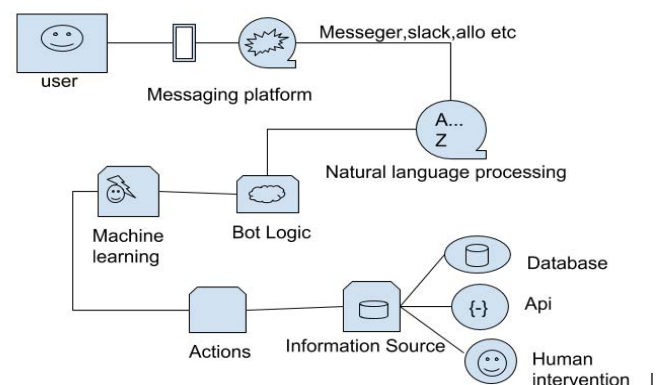 Messeger,slack,allo etc
user
Messaging platform
A...
Z
Natural language processing
Machine
learning
Bot Logic
Database
{-}
Api
Actions
Information Source
Human
intervention